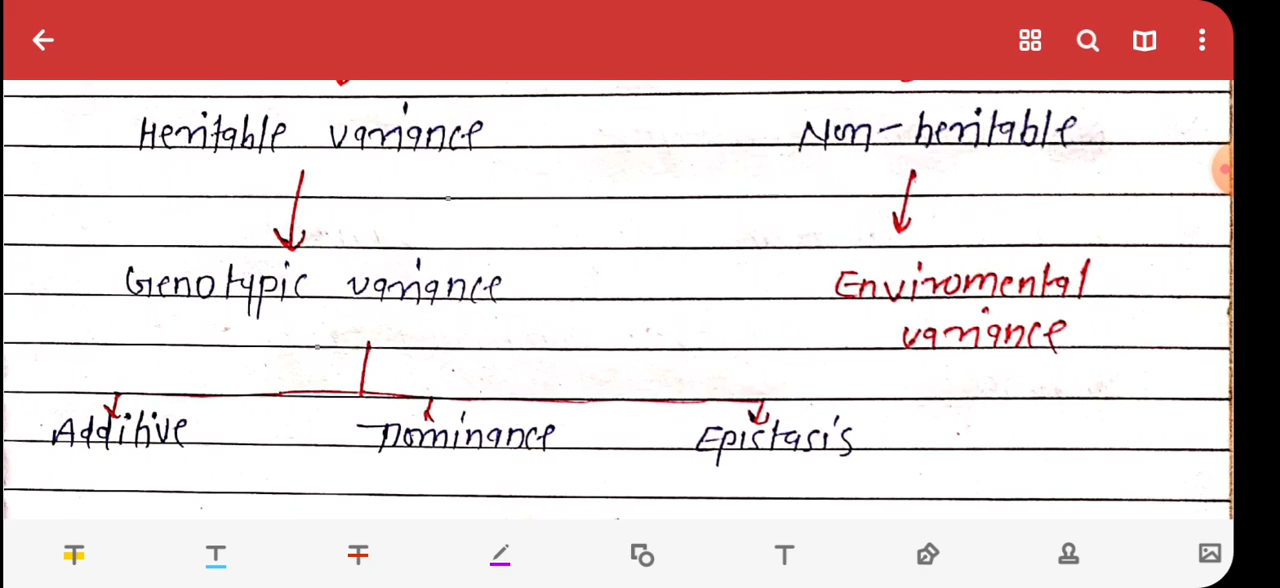 Heritable variance
Non-heritable
Genotypic variance
Enviromental
variance
Additive
Dominance
Epistasis